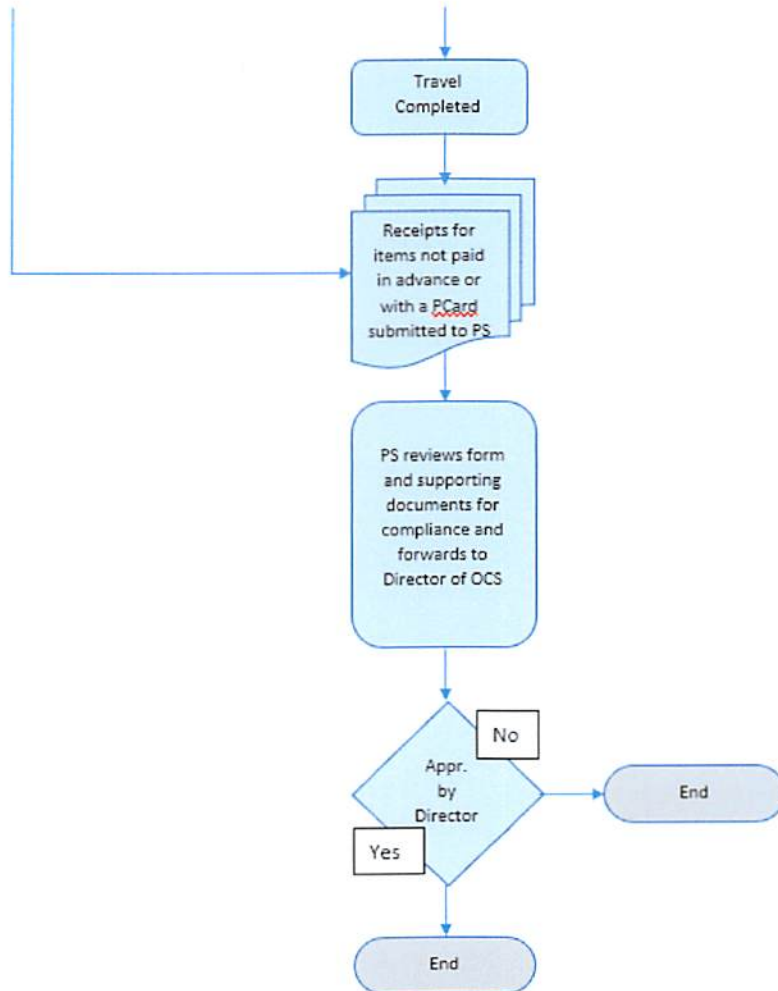 Travel
Completed
Receipts for
items not paid
in advance or
with a PCard
submitted to PS
PS reviews form
and supporting
documents for
compliance and
forwards to
Director of OCS
No
Appr.
by
Director
End
Yes
End